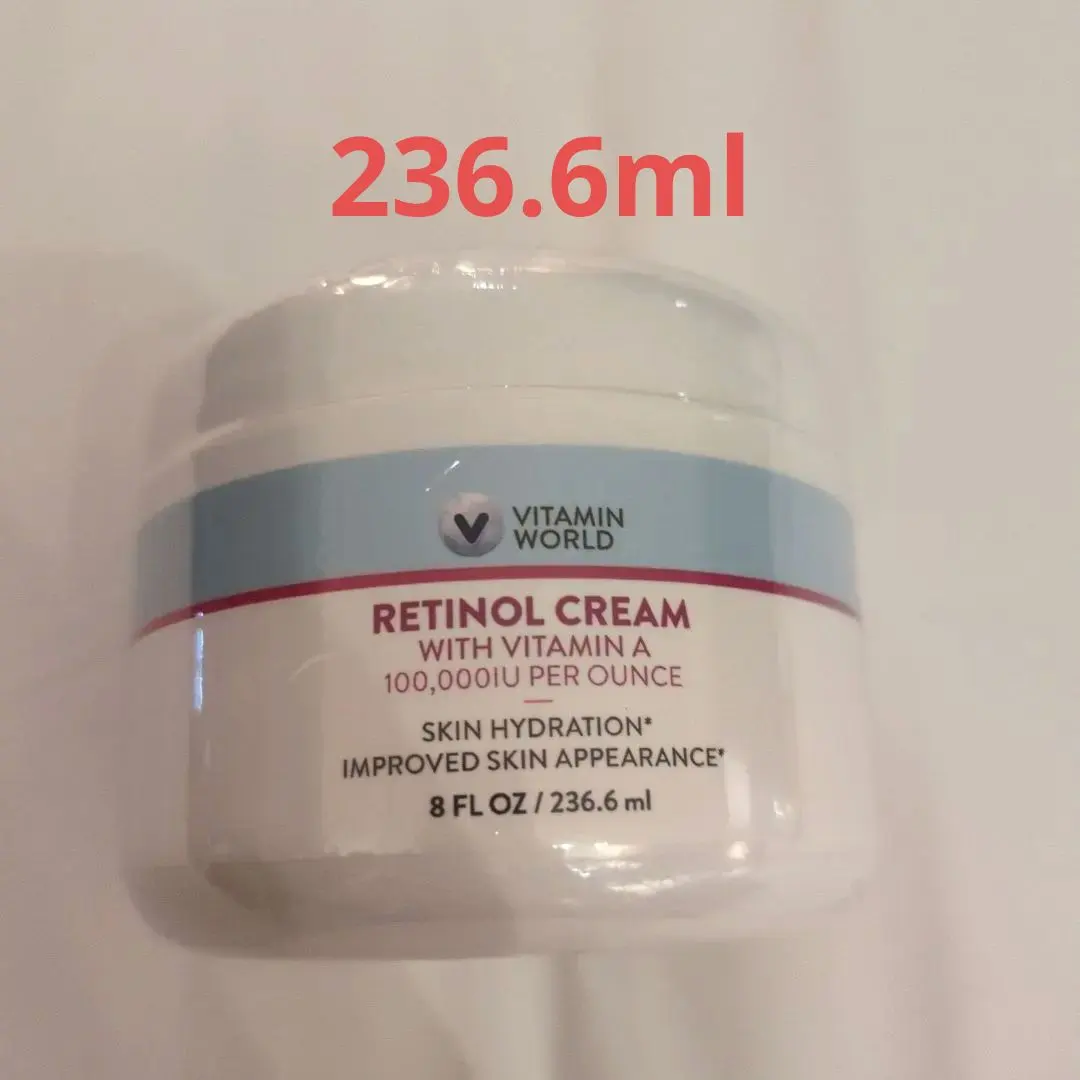 236.6ml
V
VITAMIN
WORLD
RETINOL CREAM
WITH VITAMIN A
100,000IU PER OUNCE
SKIN HYDRATION*
IMPROVED SKIN APPEARANCE*
8 FL OZ / 236.6 ml